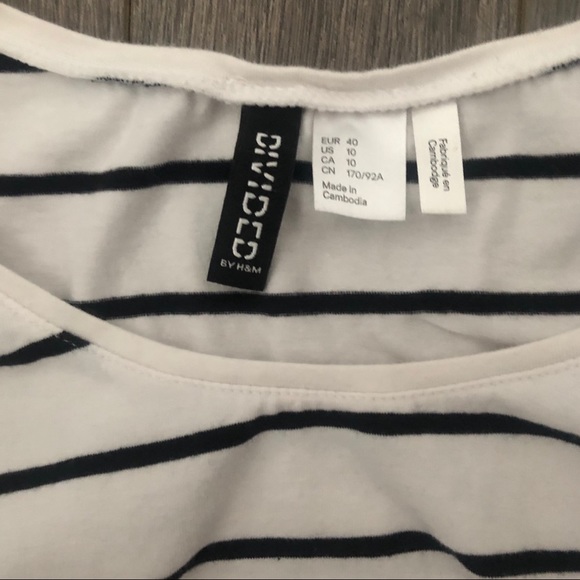 DIVIDED
BY H&M
EUR 40
US 10
CA 10
CN 170/92A
Made in
Cambodia
Fabriqué en
Cambodge